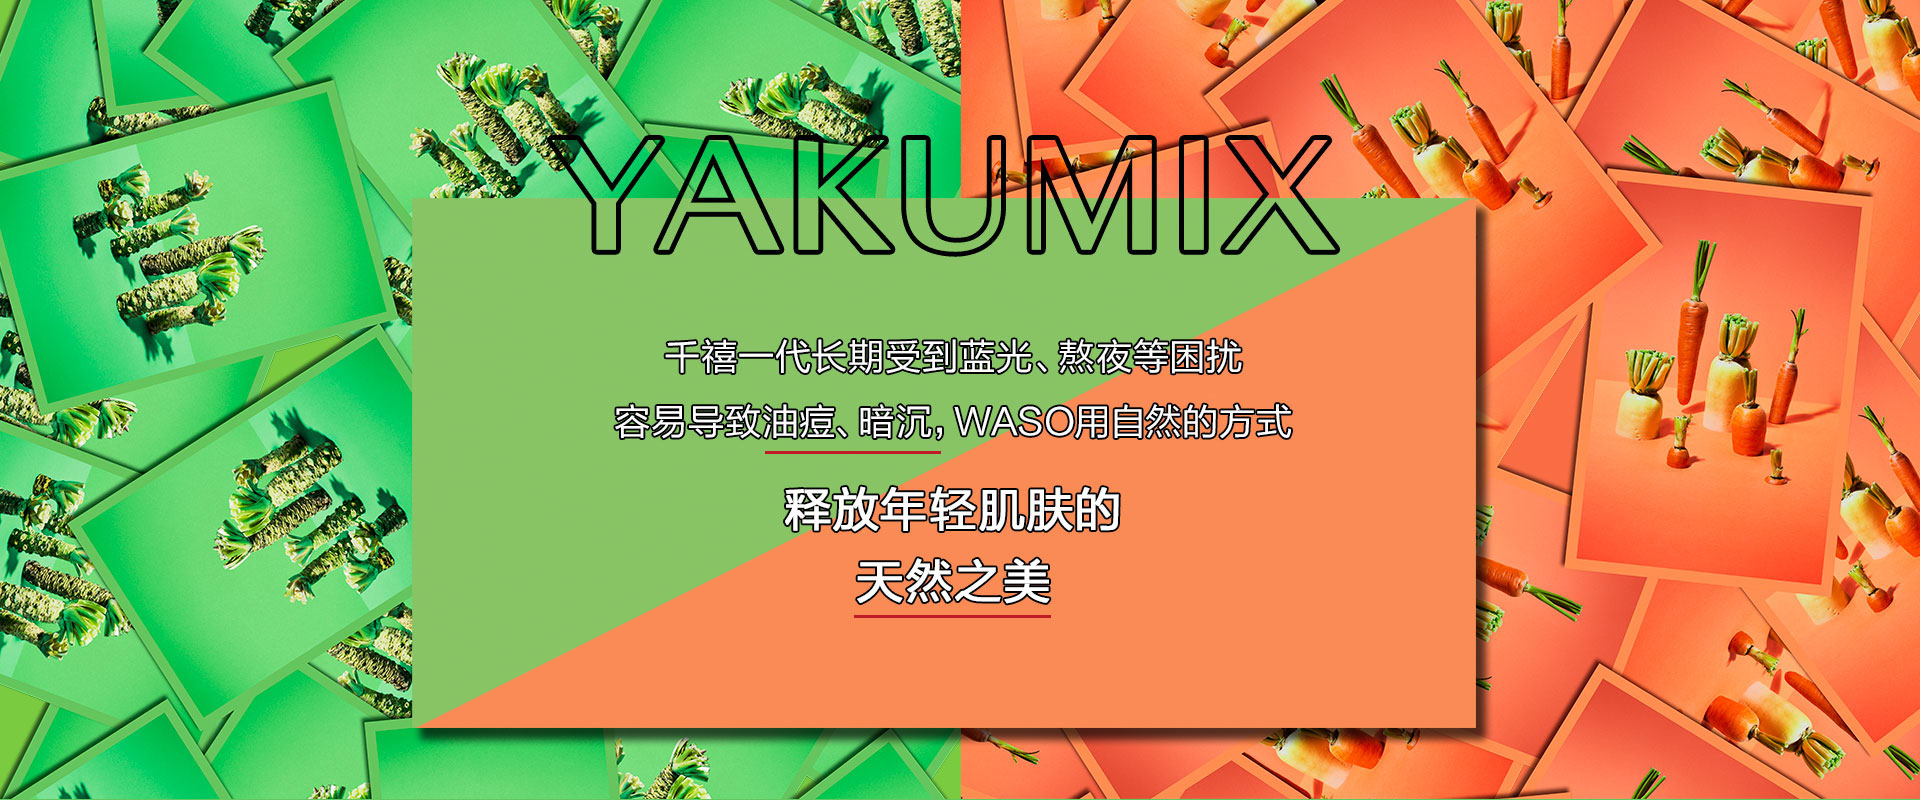 YAKUMIX
千禧一代长期受到蓝光、熬夜等困扰
容易导致油痘、暗沉，WASO用自然的方式
释放年轻肌肤的
天然之美